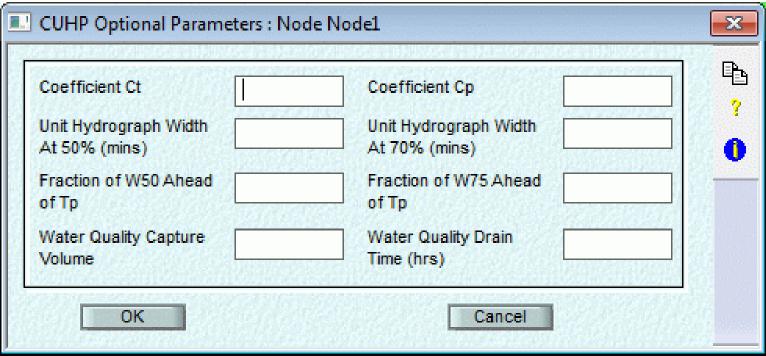 CUHP Optional Parameters : Node Node1
Coefficient Ct
Coefficient Cp
Unit Hydrograph Width
At 50% (mins)
Unit Hydrograph Width
At 70% (mins)
Fraction of W50 Ahead
of Tp
Fraction of W75 Ahead
of Tp
Water Quality Capture
Volume
Water Quality Drain
Time (hrs)
OK
Cancel